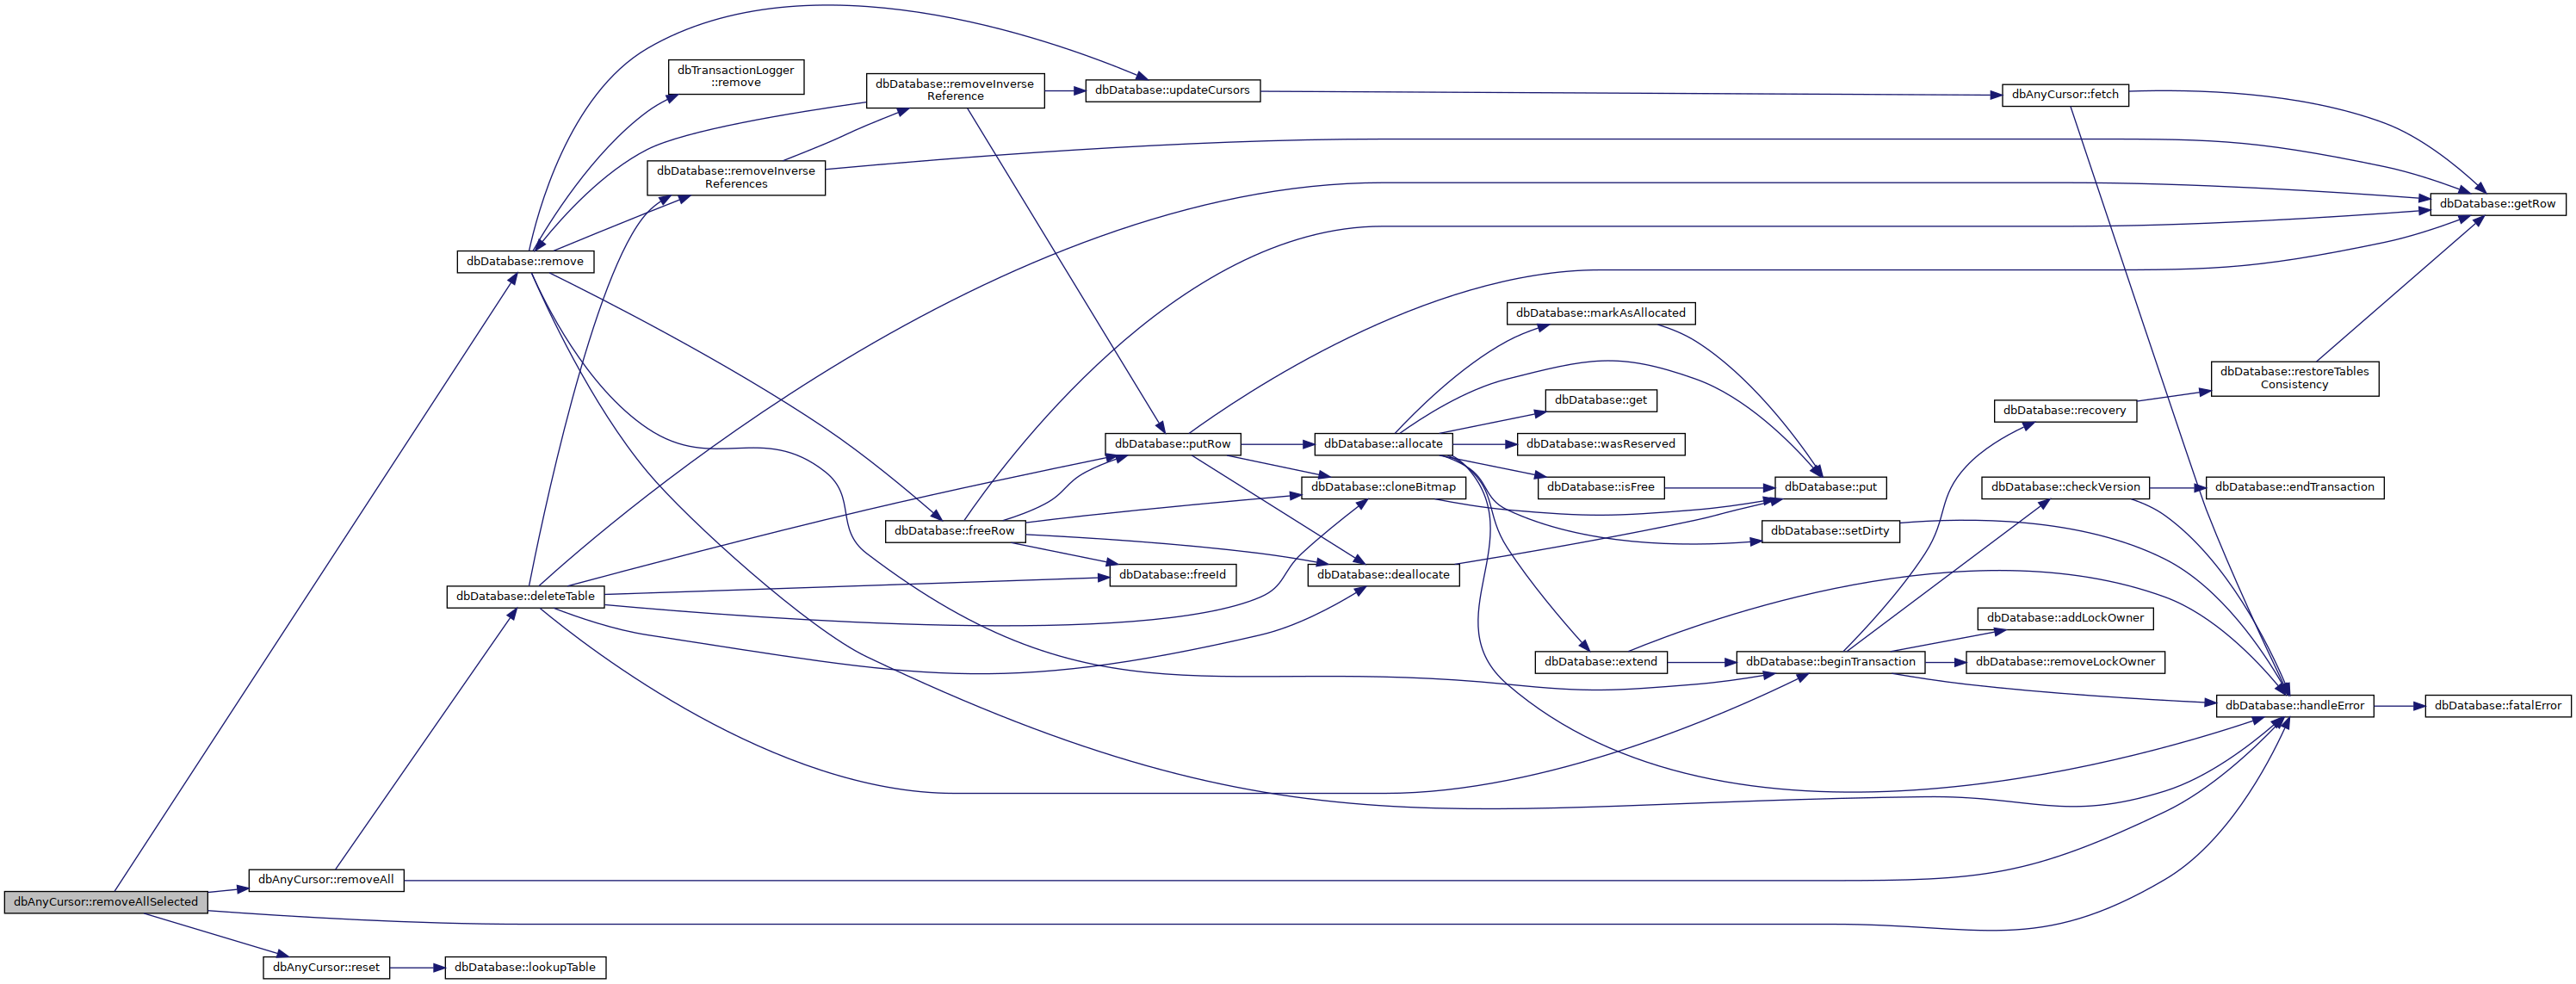 dbTransactionLogger
::remove
dbDatabase::removeInverse
Reference
dbDatabase::updateCursors
dbAnyCursor::fetch
dbDatabase::removeInverse
References
dbDatabase::getRow
dbDatabase::remove
dbDatabase::markAsAllocated
dbDatabase::restoreTables
Consistency
dbDatabase::get
dbDatabase::recovery
dbDatabase::putRow
dbDatabase::allocate
dbDatabase::wasReserved
dbDatabase::cloneBitmap
dbDatabase::isFree
dbDatabase::put
dbDatabase::checkVersion
dbDatabase::endTransaction
dbDatabase::freeRow
dbDatabase::setDirty
dbDatabase::freeId
dbDatabase::deallocate
dbDatabase::deleteTable
dbDatabase::addLockOwner
dbDatabase::extend
dbDatabase::beginTransaction
dbDatabase::removeLockOwner
dbDatabase::handleError
dbDatabase::fatalError
dbAnyCursor::removeAll
dbAnyCursor::removeAllSelected
dbAnyCursor::reset
dbDatabase::lookupTable